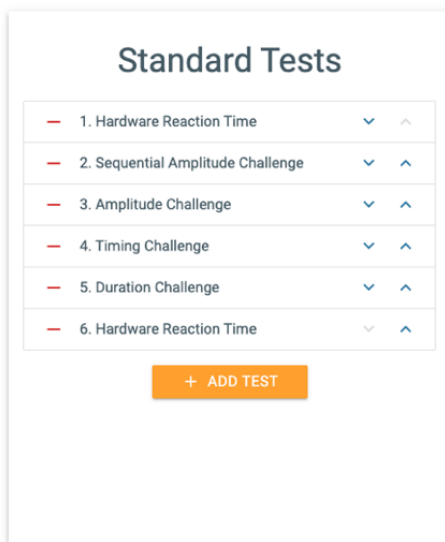 Standard Tests
1. Hardware Reaction Time
2. Sequential Amplitude Challenge
3. Amplitude Challenge
4. Timing Challenge
5. Duration Challenge
6. Hardware Reaction Time
+ ADD TEST